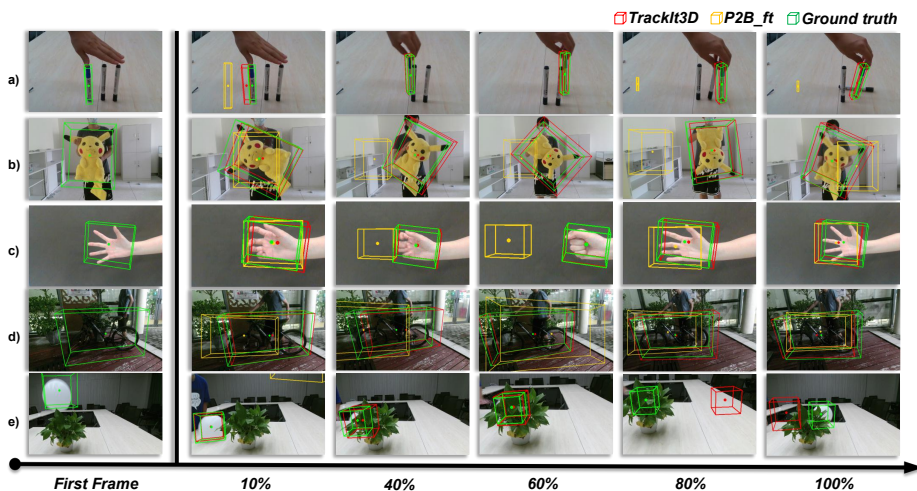 TrackIt3D P2B_ft Ground truth
a)
b)
c)
d)
e)
First Frame 10% 40% 60% 80% 100%